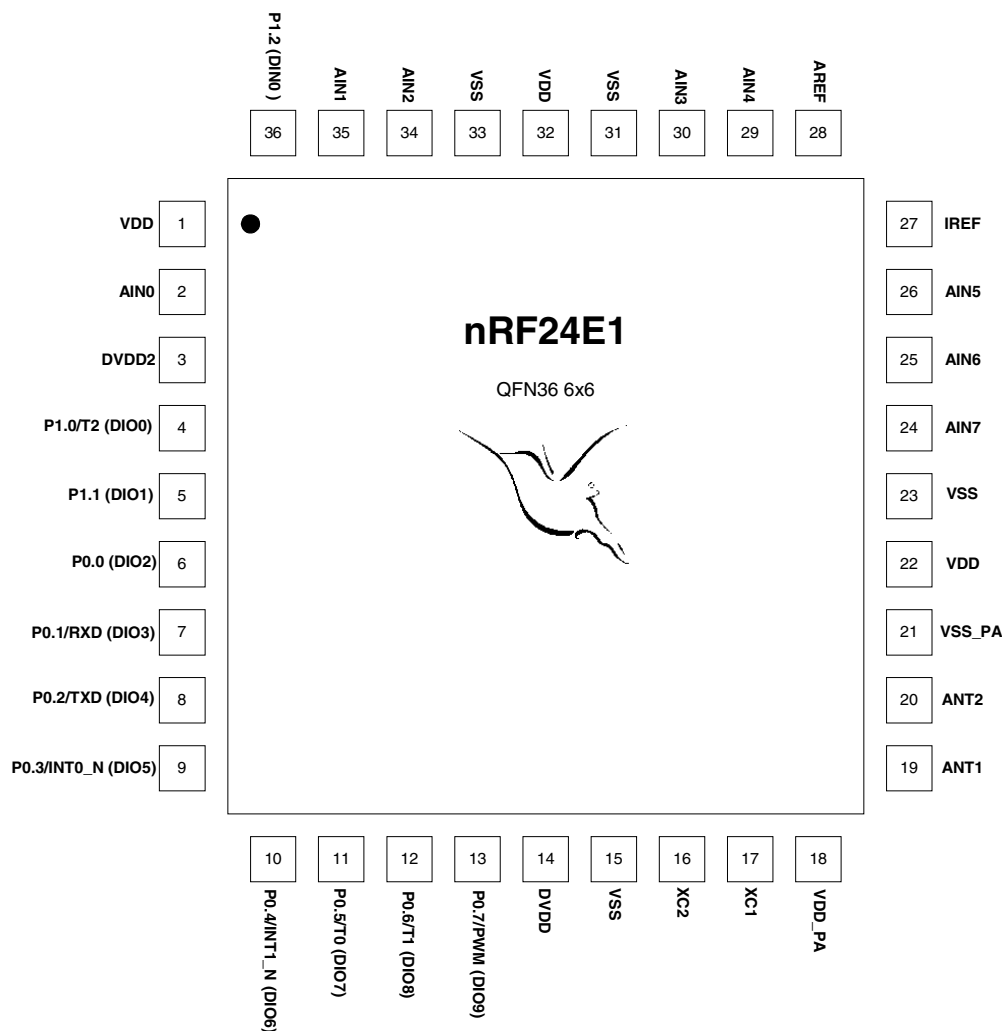 P1.2 (DIN0 )
AIN1
AIN2
VSS
VDD
VSS
AIN3
AIN4
AREF
36
35
34
33
32
31
30
29
28
VDD 1
27 IREF
AIN0 2
26 AIN5
nRF24E1
DVDD2 3
25 AIN6
QFN36 6x6
P1.0/T2 (DIO0) 4
24 AIN7
P1.1 (DIO1) 5
23 VSS
P0.0 (DIO2) 6
22 VDD
P0.1/RXD (DIO3) 7
21 VSS_PA
P0.2/TXD (DIO4) 8
20 ANT2
P0.3/INT0_N (DIO5) 9
19 ANT1
10
11
12
13
14
15
16
17
18
P0.4/INT1_N (DIO6)
P0.5/T0 (DIO7)
P0.6/T1 (DIO8)
P0.7/PWM (DIO9)
DVDD
VSS
XC2
XC1
VDD_PA